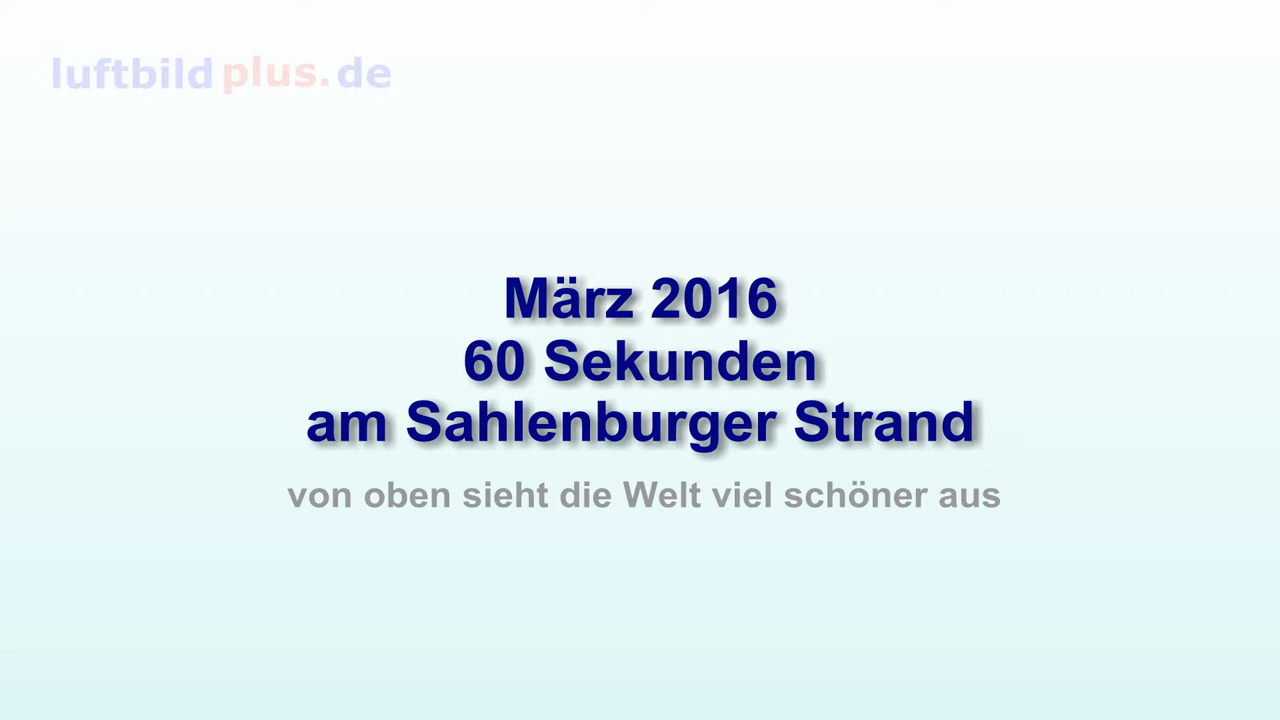 luftbildplus.de
März 2016
60 Sekunden
am Sahlenburger Strand
von oben sieht die Welt viel schöner aus